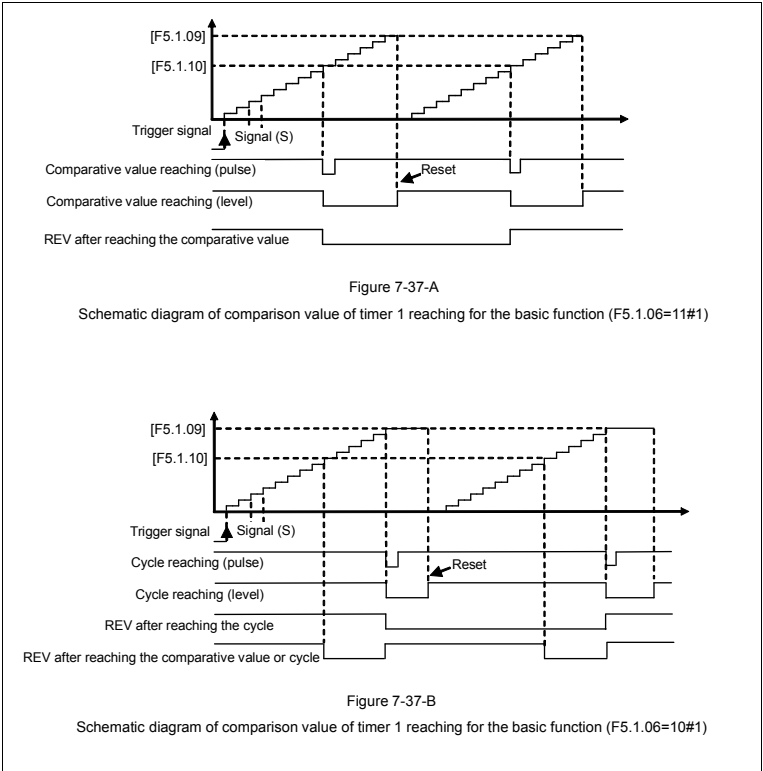 [F5.1.09]
[F5.1.10]
Trigger signal
Signal (S)
Comparative value reaching (pulse)
Reset
Comparative value reaching (level)
REV after reaching the comparative value
Figure 7-37-A
Schematic diagram of comparison value of timer 1 reaching for the basic function (F5.1.06=11#1)
[F5.1.09]
[F5.1.10]
Trigger signal
Signal (S)
Cycle reaching (pulse)
Reset
Cycle reaching (level)
REV after reaching the cycle
REV after reaching the comparative value or cycle
Figure 7-37-B
Schematic diagram of comparison value of timer 1 reaching for the basic function (F5.1.06=10#1)